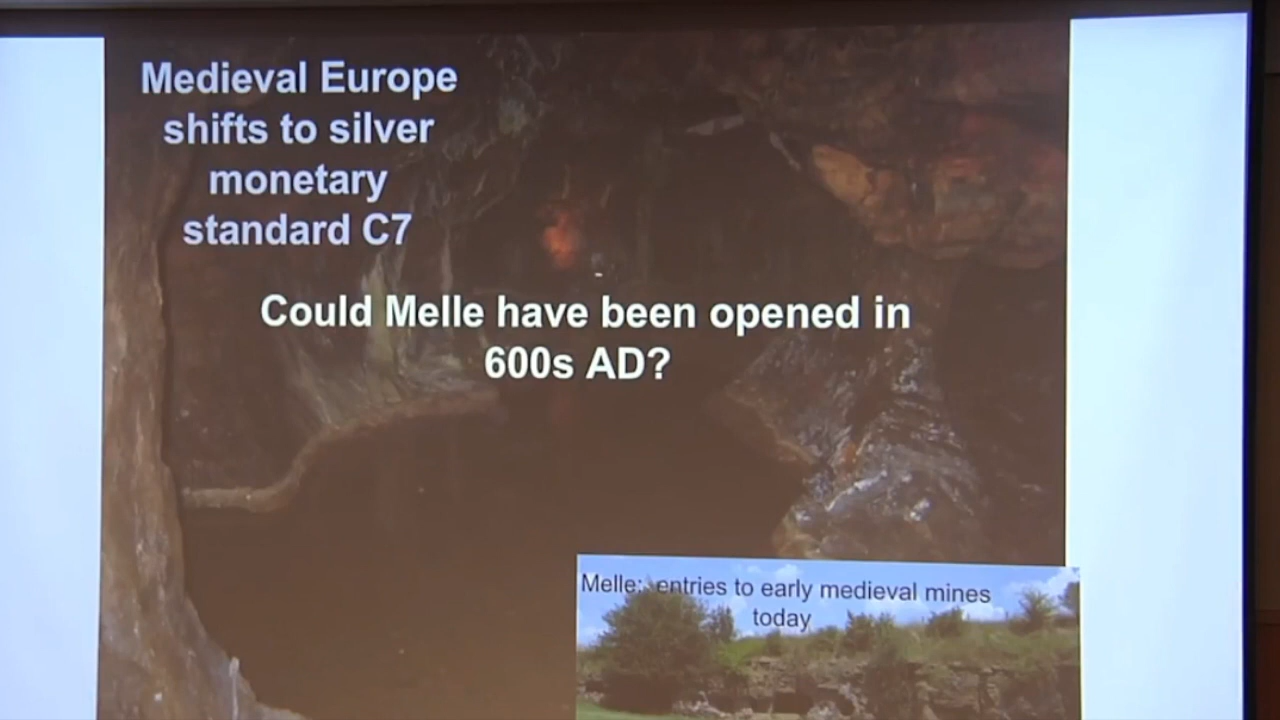 Medieval Europe
shifts to silver
monetary
standard C7
Could Melle have been opened in
600s AD?
Melle: entries to early medieval mines
today